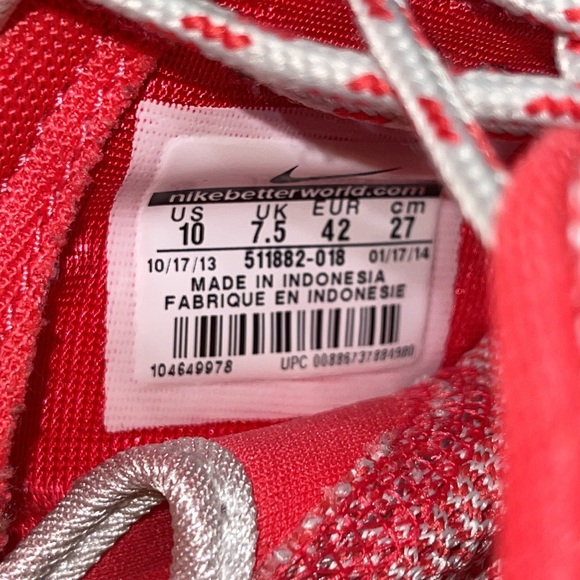 nikebetterworld.com
US UK EUR cm
10 7.5 42 27
10/17/13 511882-018 01/17/14
MADE IN INDONESIA
FABRIQUE EN INDONESIE
104649978 UPC